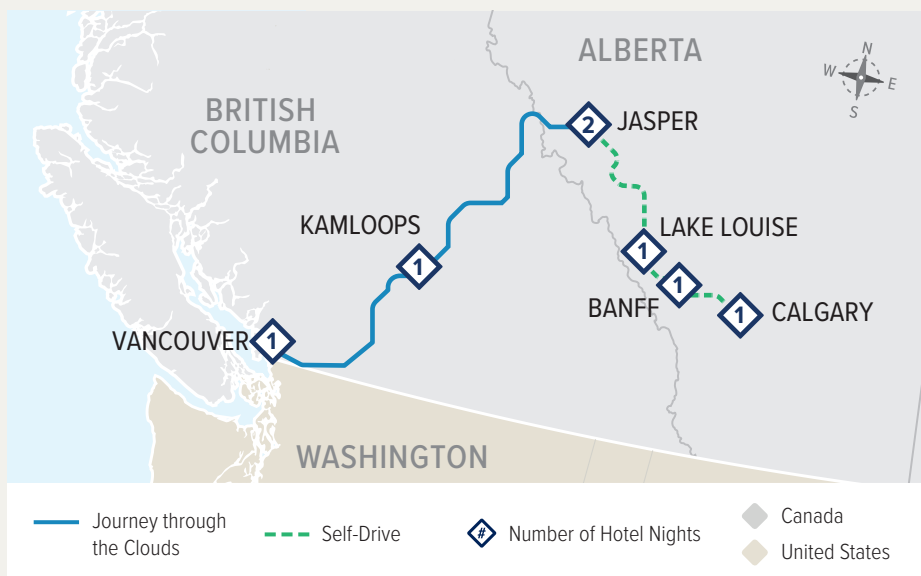 ALBERTA
N
W
E
S
BRITISH
COLUMBIA
2
JASPER
KAMLOOPS
1
LAKE LOUISE
1
1
BANFF
1
CALGARY
VANCOUVER
1
WASHINGTON
Journey through
the Clouds
Self-Drive
# Number of Hotel Nights
Canada
United States